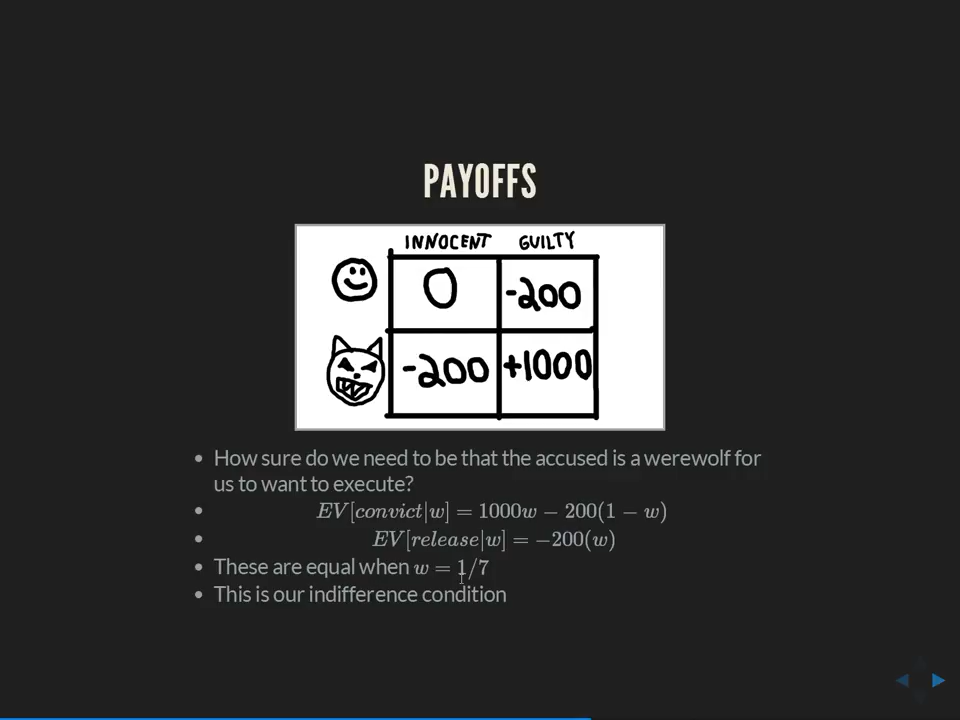 PAYOFFS
INNOCENT GUILTY
0 -200
-200 +1000
• How sure do we need to be that the accused is a werewolf for
us to want to execute?
• EV[convict|w] = 1000w − 200(1 − w)
• EV[release|w] = −200(w)
• These are equal when w = 1/7
• This is our indifference condition